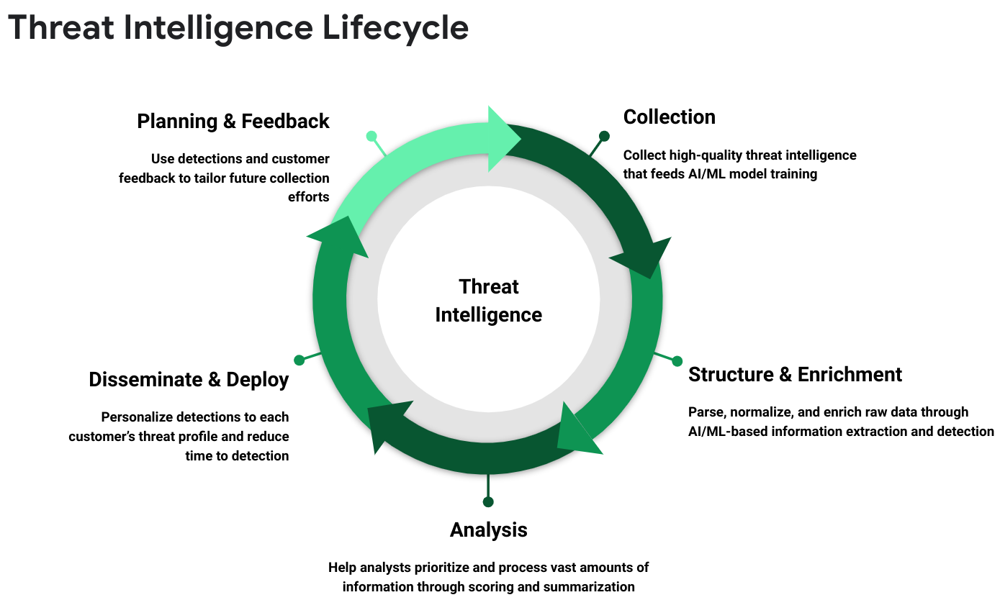 Threat Intelligence Lifecycle
Planning & Feedback
Use detections and customer
feedback to tailor future collection
efforts
Collection
Collect high-quality threat intelligence
that feeds AI/ML model training
Threat
Intelligence
Disseminate & Deploy
Personalize detections to each
customer’s threat profile and reduce
time to detection
Structure & Enrichment
Parse, normalize, and enrich raw data through
AI/ML-based information extraction and detection
Analysis
Help analysts prioritize and process vast amounts of
information through scoring and summarization